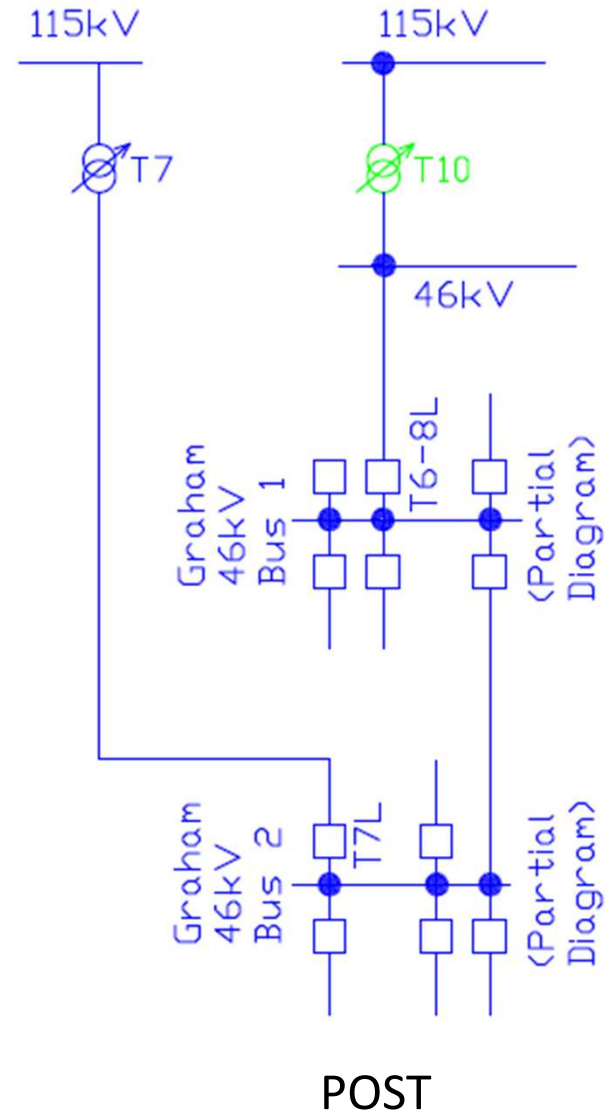 115kV
115kV
T7
T10
46kV
T6-8L
Graham
46kV
Bus 1
(Partial
Diagram)
T7L
Graham
46kV
Bus 2
(Partial
Diagram)
POST